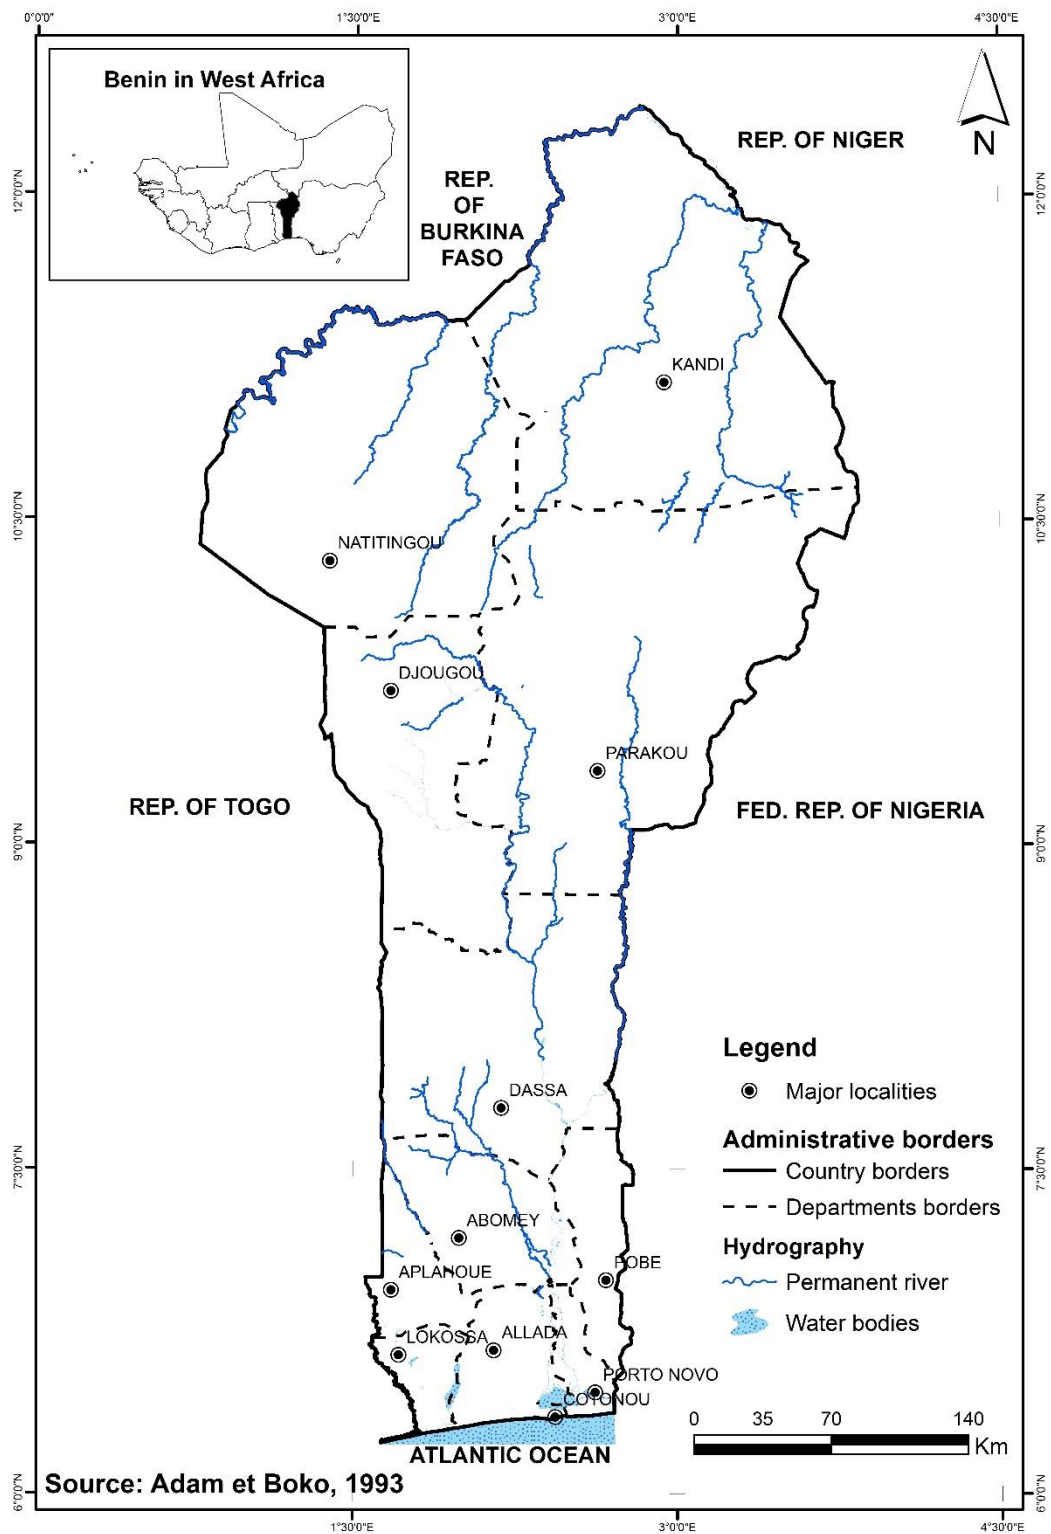 0°0'0"
1°30'0"E
3°0'0"E
4°30'0"E
Benin in West Africa
N
REP. OF NIGER
REP.
OF
BURKINA
FASO
12°0'0"N
12°0'0"N
KANDI
10°30'0"N
10°30'0"N
NATITINGOU
DJOUGOU
PARAKOU
REP. OF TOGO
FED. REP. OF NIGERIA
9°0'0"N
9°0'0"N
Legend
Major localities
Administrative borders
Country borders
Departments borders
Hydrography
Permanent river
Water bodies
DASSA
7°30'0"N
7°30'0"N
ABOMEY
POBE
APLAHOUE
LOKOSSA
ALLADA
PORTO NOVO
COTONOU
0 35 70 140
Km
ATLANTIC OCEAN
Source: Adam et Boko, 1993
6°0'0"N
6°0'0"N
1°30'0"E
3°0'0"E
4°30'0"E